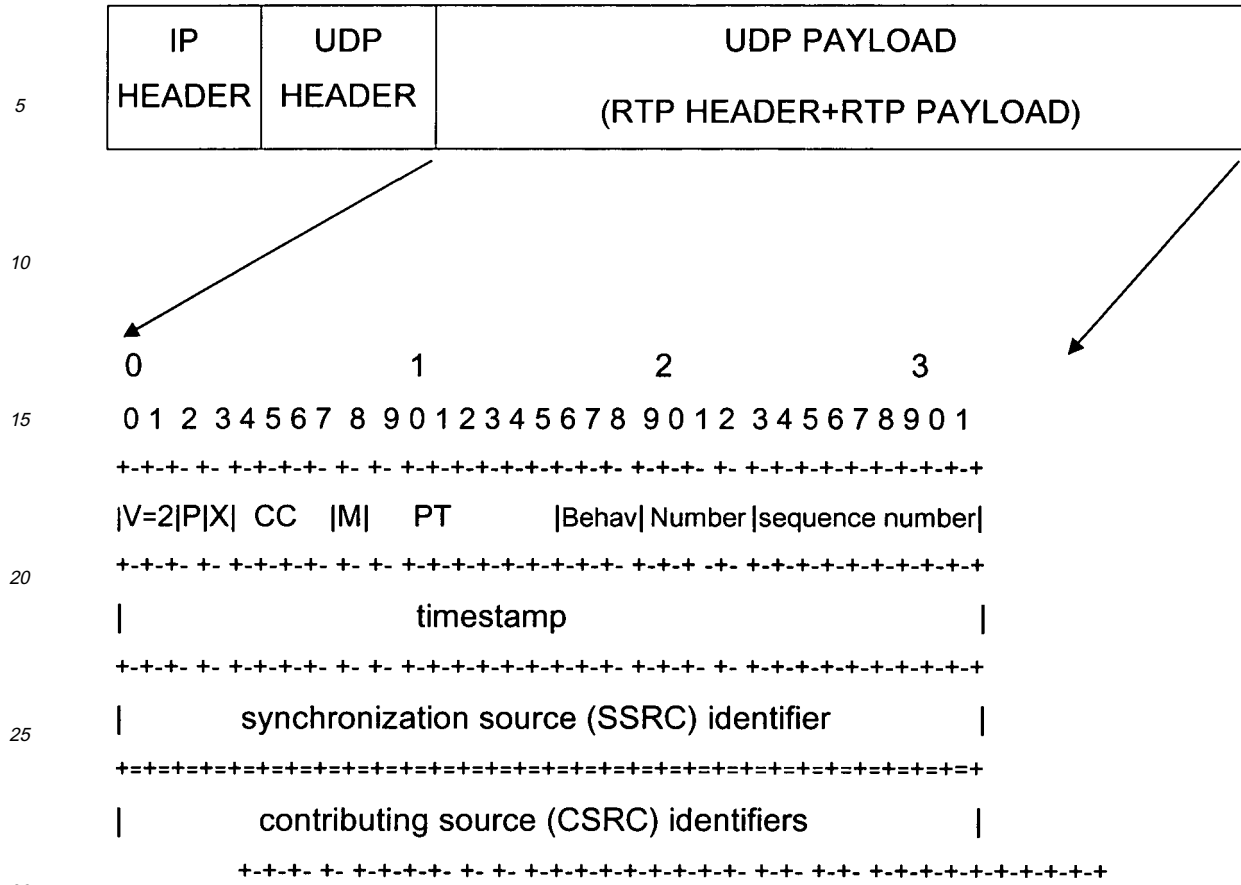 IP UDP UDP PAYLOAD
5 HEADER HEADER (RTP HEADER+RTP PAYLOAD)
10
0 1 2 3
15 0 1 2 3 4 5 6 7 8 9 0 1 2 3 4 5 6 7 8 9 0 1 2 3 4 5 6 7 8 9 0 1
+-+-+- +- +-+-+-+- +- +- +-+-+-+-+-+-+-+- +-+-+- +- +-+-+-+-+-+-+-+-+
|V=2|P|X| CC |M| PT |Behav| Number |sequence number|
20 +-+-+- +- +-+-+-+- +- +- +-+-+-+-+-+-+-+- +-+-+ -+- +-+-+-+-+-+-+-+-+
| timestamp |
+-+-+- +- +-+-+-+- +- +- +-+-+-+-+-+-+-+- +-+-+- +- +-+-+-+-+-+-+-+-+
25 | synchronization source (SSRC) identifier |
+=+=+=+=+=+=+=+=+=+=+=+=+=+=+=+=+=+=+=+=+=+=+=+=+=+=+=+=+=+=+
| contributing source (CSRC) identifiers |
+-+-+- +- +-+-+-+- +- +- +-+-+-+-+-+-+-+-+-+- +-+- +-+- +-+-+-+-+-+-+-+-+